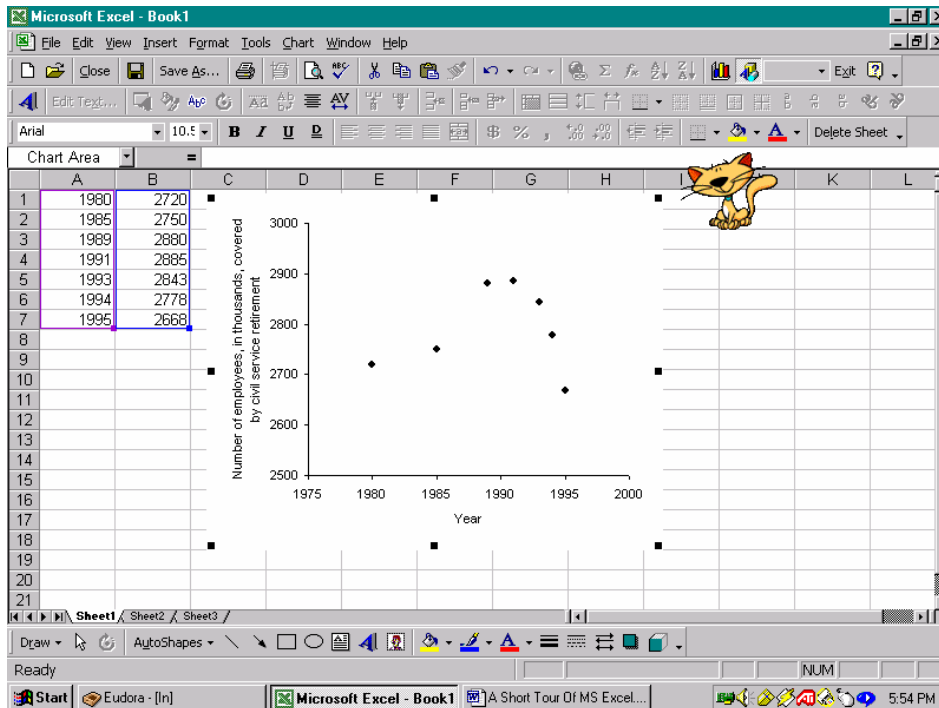 Microsoft Excel - Book1
File Edit View Insert Format Tools Chart Window Help
Close Save As... ABC Σ fx Exit
Edit Text... Abc Aa AV
Arial 10.5 B I U D $ % , Delete Sheet
Chart Area =
A B C D E F G H I K L
1 1980 2720
2 1985 2750
3 1989 2880
4 1991 2885
5 1993 2843
6 1994 2778
7 1995 2668
8
9
10
11
12
13
14
15
16
17
18
19
20
21
Number of employees, in thousands, covered
by civil service retirement
3000
2900
2800
2700
2600
2500
1975 1980 1985 1990 1995 2000
Year
Sheet1 Sheet2 Sheet3
Draw AutoShapes
Ready NUM
Start Eudora - [In] Microsoft Excel - Book1 A Short Tour Of MS Excel.... 5:54 PM